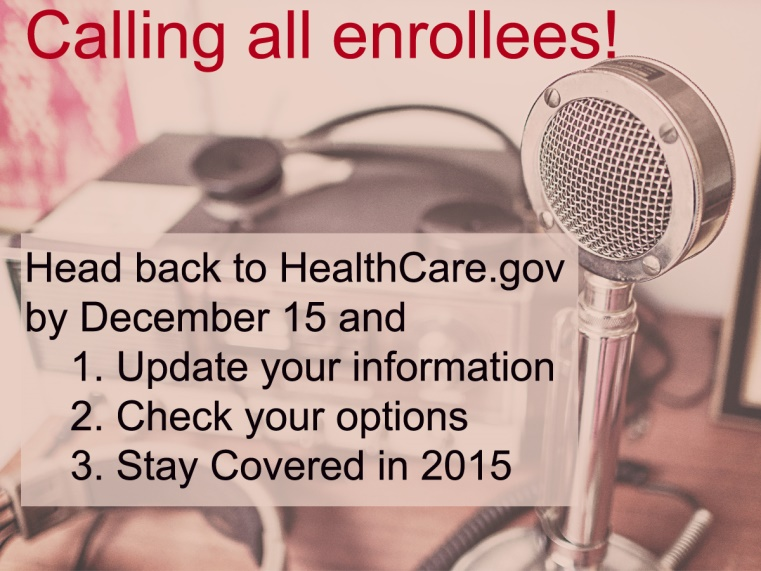 Calling all enrollees!
Head back to HealthCare.gov
by December 15 and
1. Update your information
2. Check your options
3. Stay Covered in 2015